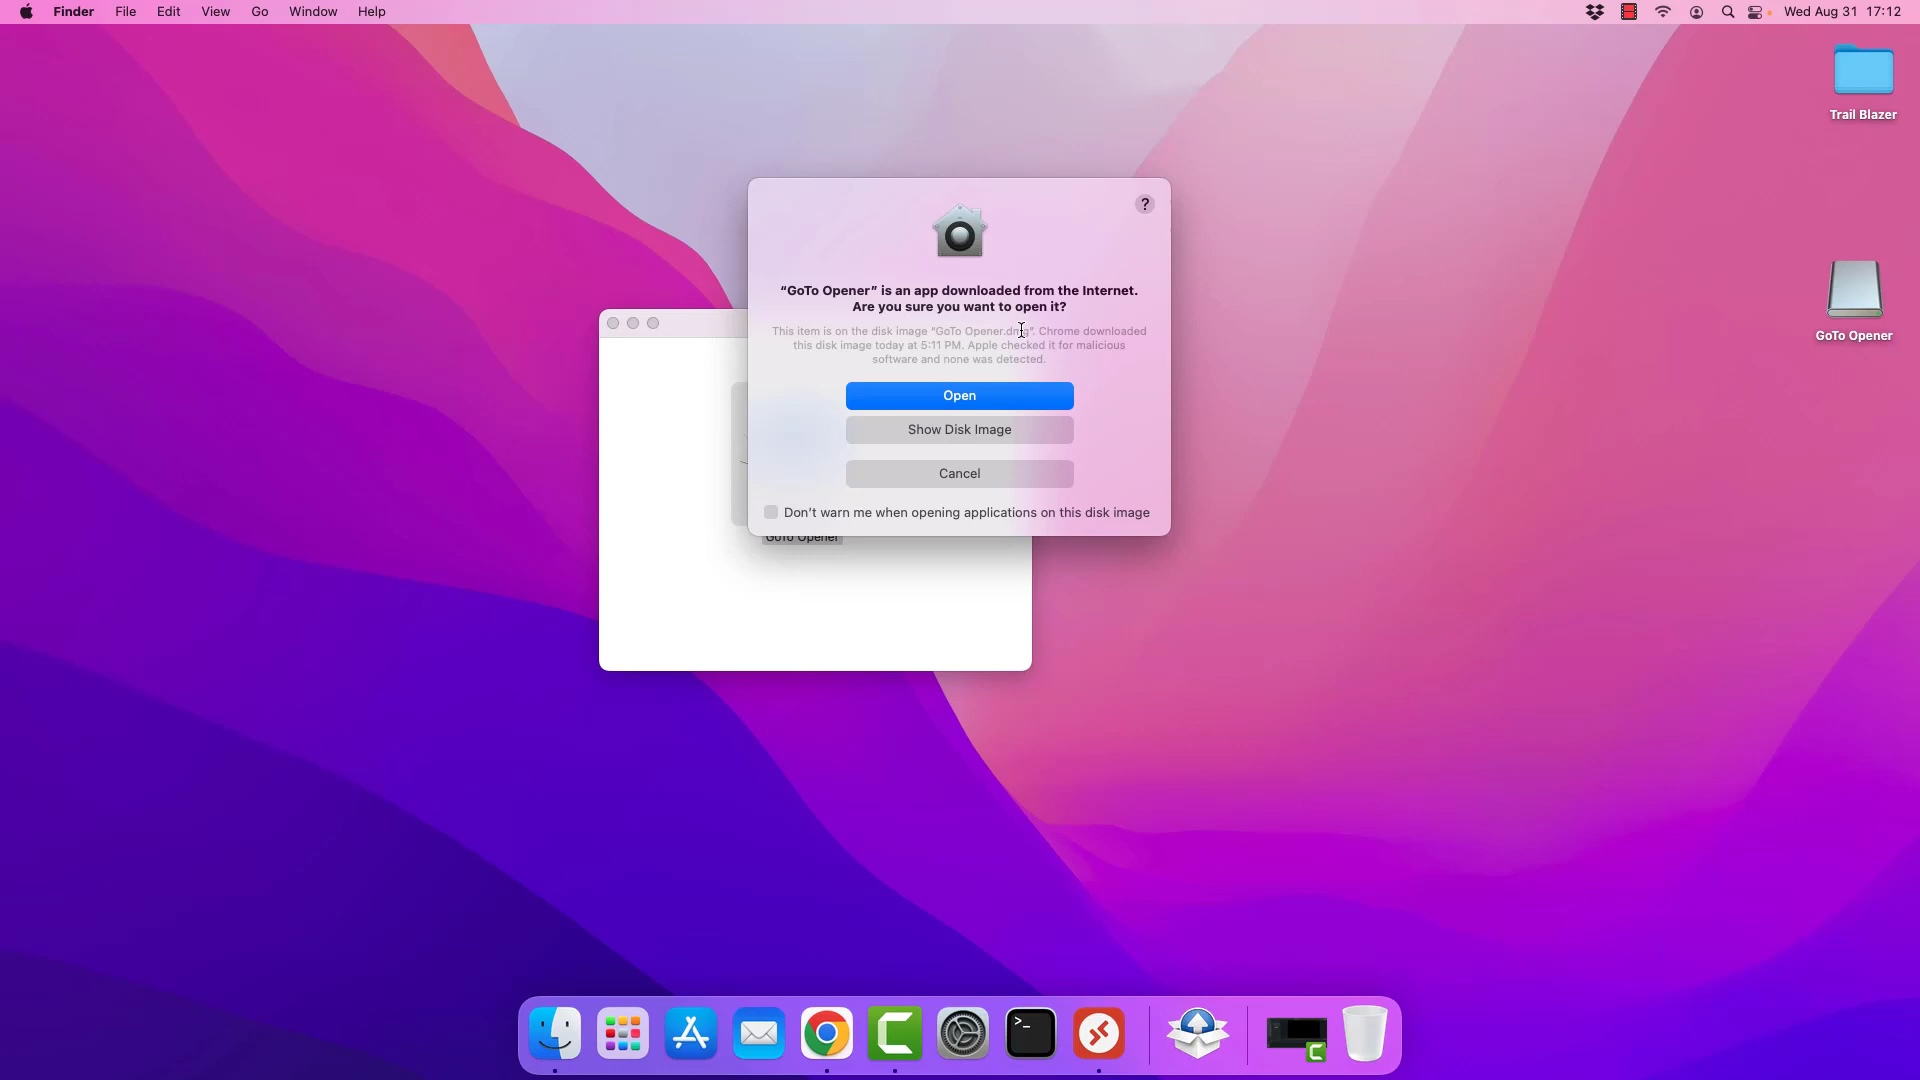 Finder File Edit View Go Window Help
Wed Aug 31 17:12
Trail Blazer
?
“GoTo Opener” is an app downloaded from the Internet.
Are you sure you want to open it?
This item is on the disk image “GoTo Opener.dmg”. Chrome downloaded
this disk image today at 5:11 PM. Apple checked it for malicious
software and none was detected.
Open
Show Disk Image
Cancel
Don’t warn me when opening applications on this disk image
GoTo Opener
GoTo Opener
>_